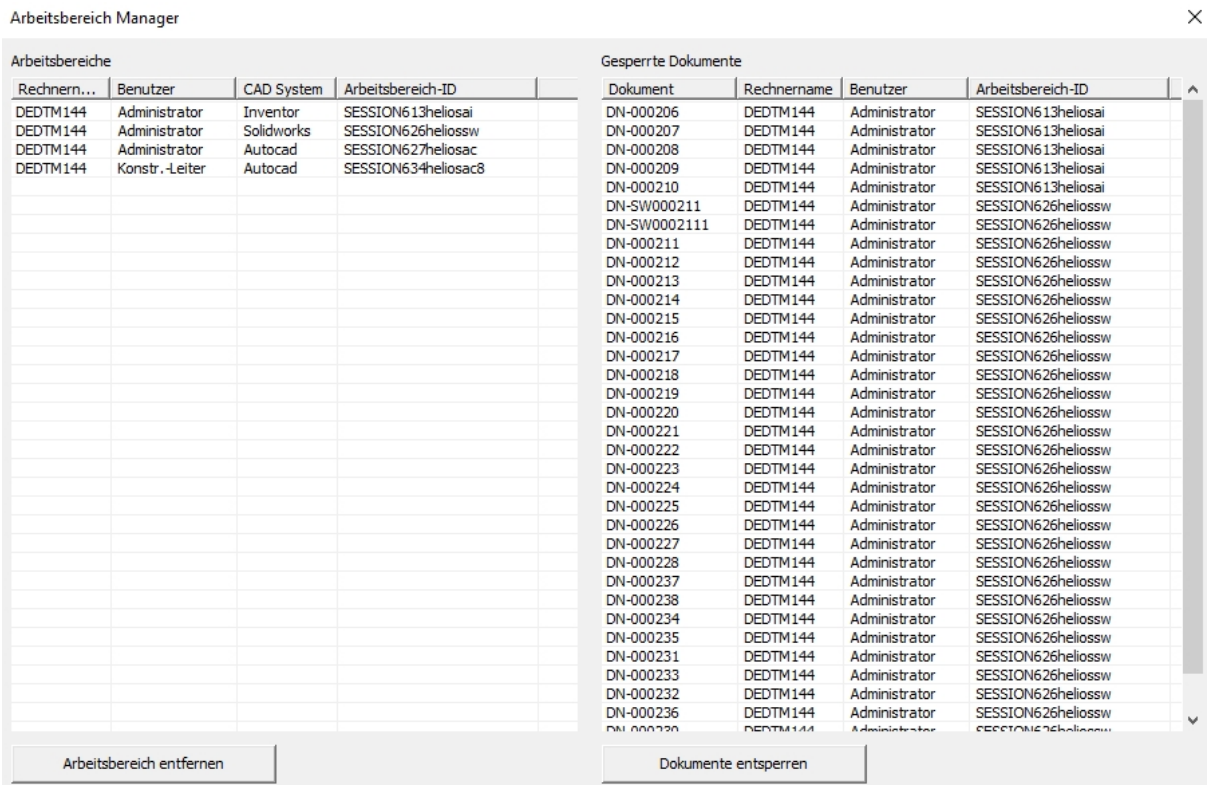 Arbeitsbereich Manager
Arbeitsbereiche
Rechnern... Benutzer CAD System Arbeitsbereich-ID
DEDTM144 Administrator Inventor SESSION613heliosai
DEDTM144 Administrator Solidworks SESSION626heliossw
DEDTM144 Administrator Autocad SESSION627heliosac
DEDTM144 Konstr.-Leiter Autocad SESSION634heliosac8
Arbeitsbereich entfernen
Gesperrte Dokumente
Dokument Rechnername Benutzer Arbeitsbereich-ID
DN-000206 DEDTM144 Administrator SESSION613heliosai
DN-000207 DEDTM144 Administrator SESSION613heliosai
DN-000208 DEDTM144 Administrator SESSION613heliosai
DN-000209 DEDTM144 Administrator SESSION613heliosai
DN-000210 DEDTM144 Administrator SESSION613heliosai
DN-SW000211 DEDTM144 Administrator SESSION626heliossw
DN-SW0002111 DEDTM144 Administrator SESSION626heliossw
DN-000211 DEDTM144 Administrator SESSION626heliossw
DN-000212 DEDTM144 Administrator SESSION626heliossw
DN-000213 DEDTM144 Administrator SESSION626heliossw
DN-000214 DEDTM144 Administrator SESSION626heliossw
DN-000215 DEDTM144 Administrator SESSION626heliossw
DN-000216 DEDTM144 Administrator SESSION626heliossw
DN-000217 DEDTM144 Administrator SESSION626heliossw
DN-000218 DEDTM144 Administrator SESSION626heliossw
DN-000219 DEDTM144 Administrator SESSION626heliossw
DN-000220 DEDTM144 Administrator SESSION626heliossw
DN-000221 DEDTM144 Administrator SESSION626heliossw
DN-000222 DEDTM144 Administrator SESSION626heliossw
DN-000223 DEDTM144 Administrator SESSION626heliossw
DN-000224 DEDTM144 Administrator SESSION626heliossw
DN-000225 DEDTM144 Administrator SESSION626heliossw
DN-000226 DEDTM144 Administrator SESSION626heliossw
DN-000227 DEDTM144 Administrator SESSION626heliossw
DN-000228 DEDTM144 Administrator SESSION626heliossw
DN-000237 DEDTM144 Administrator SESSION626heliossw
DN-000238 DEDTM144 Administrator SESSION626heliossw
DN-000234 DEDTM144 Administrator SESSION626heliossw
DN-000235 DEDTM144 Administrator SESSION626heliossw
DN-000231 DEDTM144 Administrator SESSION626heliossw
DN-000233 DEDTM144 Administrator SESSION626heliossw
DN-000232 DEDTM144 Administrator SESSION626heliossw
DN-000236 DEDTM144 Administrator SESSION626heliossw
DEDTM144 Administrator SESSION626heliossw
Dokumente entsperren